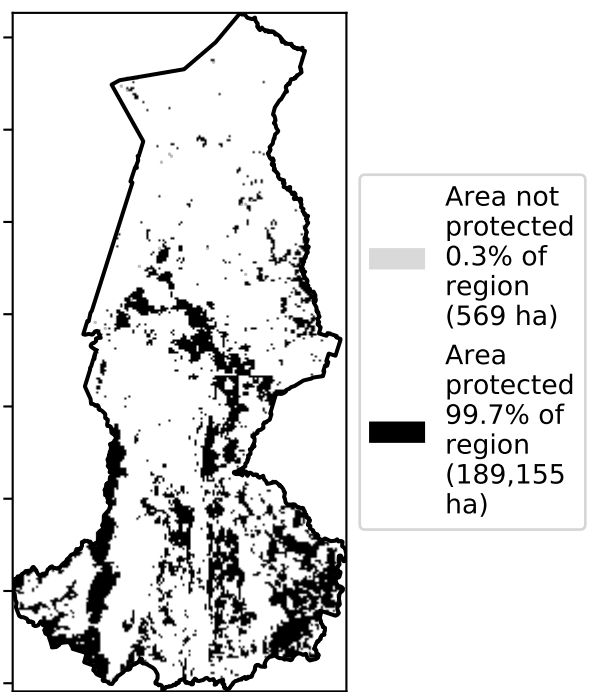 Area not
protected
0.3% of
region
(569 ha)
Area
protected
99.7% of
region
(189,155
ha)